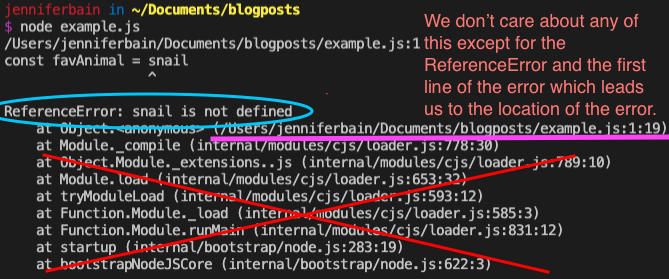 jenniferbain in ~/Documents/blogposts
$ node example.js
/Users/jenniferbain/Documents/blogposts/example.js:1
const favAnimal = snail
^
ReferenceError: snail is not defined
at Object.<anonymous> (/Users/jenniferbain/Documents/blogposts/example.js:1:19)
at Module._compile (internal/modules/cjs/loader.js:778:30)
at Object.Module._extensions..js (internal/modules/cjs/loader.js:789:10)
at Module.load (internal/modules/cjs/loader.js:653:32)
at tryModuleLoad (internal/modules/cjs/loader.js:593:12)
at Function.Module._load (internal/modules/cjs/loader.js:585:3)
at Function.Module.runMain (internal/modules/cjs/loader.js:831:12)
at startup (internal/bootstrap/node.js:283:19)
at bootstrapNodeJSCore (internal/bootstrap/node.js:622:3)
We don't care about any of
this except for the
ReferenceError and the first
line of the error which leads
us to the location of the error.